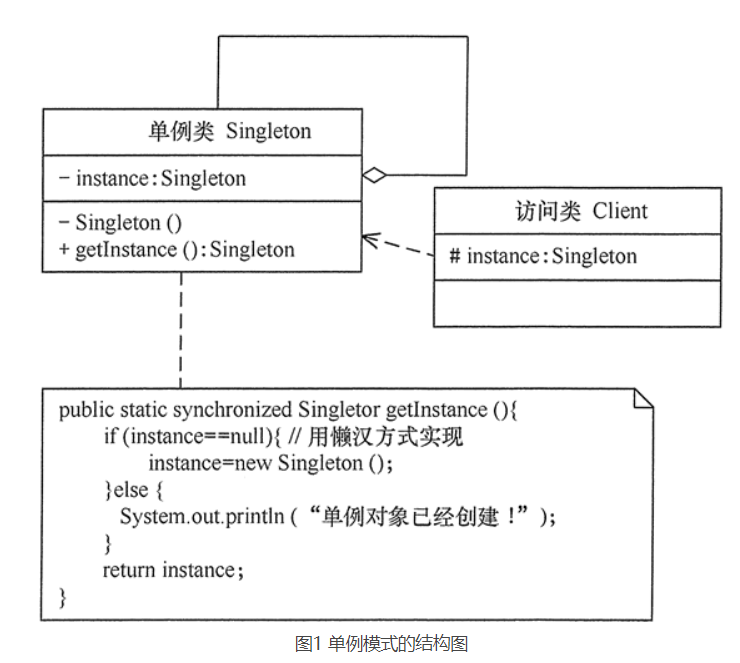 单例类 Singleton
- instance:Singleton
- Singleton ()
+ getInstance ():Singleton
访问类 Client
# instance:Singleton
public static synchronized Singletor getInstance (){
if (instance==null){ // 用懒汉方式实现
instance=new Singleton ();
}else {
System.out.println (“单例对象已经创建!”);
}
return instance;
}
图1 单例模式的结构图